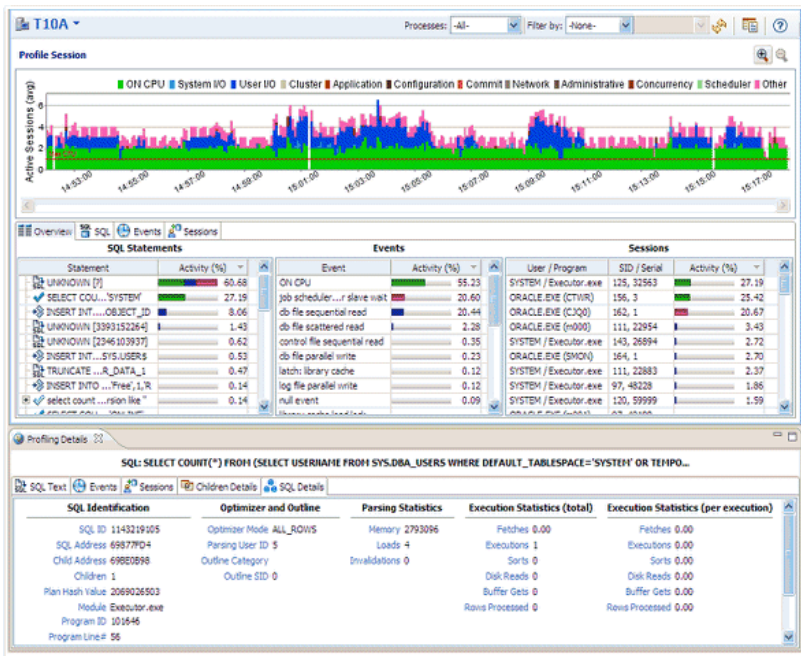 T10A
Processes: -All- Filter by: -None-
Profile Session
ON CPU System I/O User I/O Cluster Application Configuration Commit Network Administrative Concurrency Scheduler Other
Active Sessions (avg)
6
4
2
0
14:53:00 14:55:00 14:57:00 14:59:00 15:01:00 15:03:00 15:05:00 15:07:00 15:09:00 15:11:00 15:13:00 15:15:00 15:17:00
Overview SQL Events Sessions
SQL Statements Events Sessions
Statement Activity (%) Event Activity (%) User / Program SID / Serial Activity (%)
UNKNOWN [?] 60.68 ON CPU 55.23 SYSTEM / Executor.exe 125, 32563 27.19
SELECT COU...'SYSTEM' 27.19 job scheduler...r slave wait 20.60 ORACLE.EXE (CTWR) 156, 3 25.42
INSERT INT....OBJECT_ID 8.06 db file sequential read 20.44 ORACLE.EXE (CJQ0) 162, 1 20.67
UNKNOWN [3393152264] 1.43 db file scattered read 2.28 ORACLE.EXE (m000) 111, 22954 3.43
UNKNOWN [2346103937] 0.62 control file sequential read 0.35 SYSTEM / Executor.exe 143, 26894 2.72
INSERT INT...SYS.USER$ 0.53 db file parallel write 0.23 ORACLE.EXE (SMON) 164, 1 2.70
TRUNCATE ...R_DATA_1 0.47 latch: library cache 0.12 SYSTEM / Executor.exe 111, 22883 2.37
INSERT INTO ...'Free',1,'R 0.14 log file parallel write 0.12 SYSTEM / Executor.exe 97, 48228 1.86
select count ...rsion like " 0.14 null event 0.09 SYSTEM / Executor.exe 120, 59999 1.59
Profiling Details
SQL: SELECT COUNT(*) FROM (SELECT USERNAME FROM SYS.DBA_USERS WHERE DEFAULT_TABLESPACE='SYSTEM' OR TEMPO...
SQL Text Events Sessions Children Details SQL Details
SQL Identification Optimizer and Outline Parsing Statistics Execution Statistics (total) Execution Statistics (per execution)
SQL ID 1143219105 Optimizer Mode ALL_ROWS Memory 2793096 Fetches 0.00 Fetches 0.00
SQL Address 69877FD4 Parsing User ID 5 Loads 4 Executions 1 Executions 0.00
Child Address 69BE0B98 Outline Category Invalidations 0 Sorts 0 Sorts 0.00
Children 1 Outline SID 0 Disk Reads 0 Disk Reads 0.00
Plan Hash Value 2069026503 Buffer Gets 0 Buffer Gets 0.00
Module Executor.exe Rows Processed 0 Rows Processed 0.00
Program ID 101646
Program Line# 56